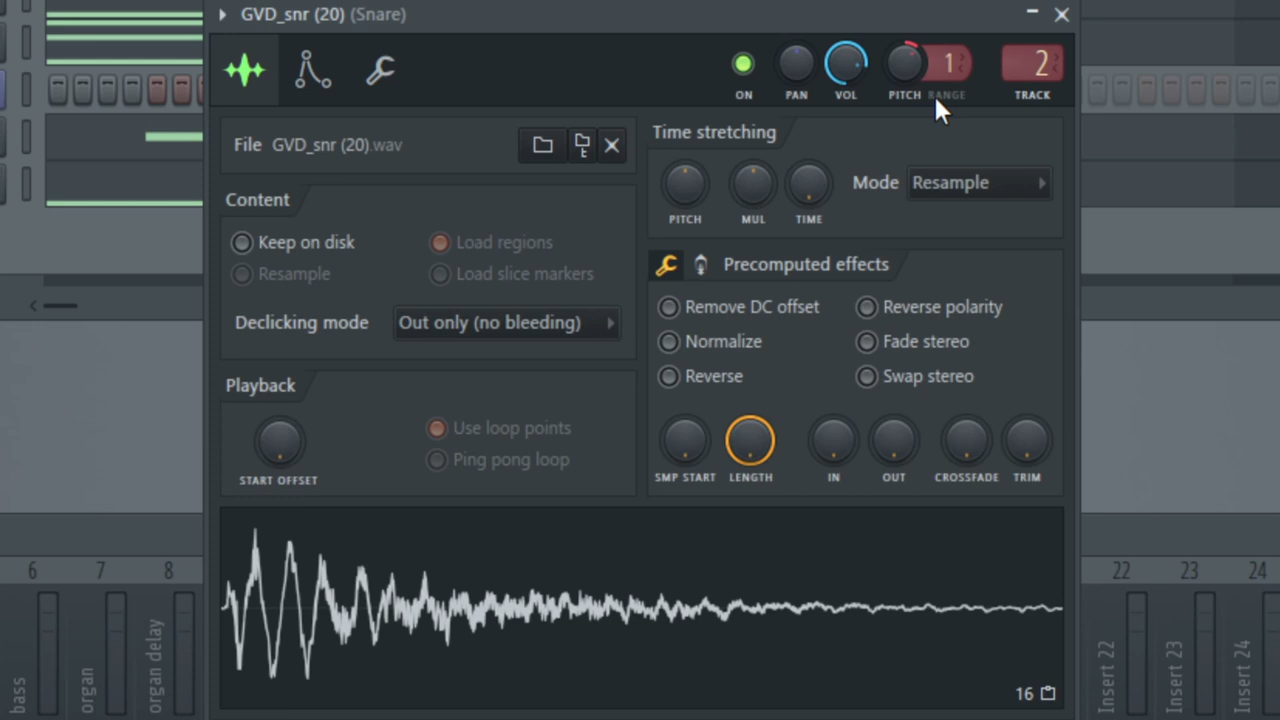 GVD_snr (20) (Snare)
1
2
ON
PAN
VOL
PITCH
RANGE
TRACK
File GVD_snr (20).wav
Time stretching
PITCH
MUL
TIME
Mode
Resample
Content
Keep on disk
Load regions
Resample
Load slice markers
Declicking mode
Out only (no bleeding)
Precomputed effects
Remove DC offset
Reverse polarity
Normalize
Fade stereo
Reverse
Swap stereo
Playback
Use loop points
Ping pong loop
START OFFSET
SMP START
LENGTH
IN
OUT
CROSSFADE
TRIM
16
6
7
8
22
23
24
bass
organ
organ delay
Insert 22
Insert 23
Insert 24